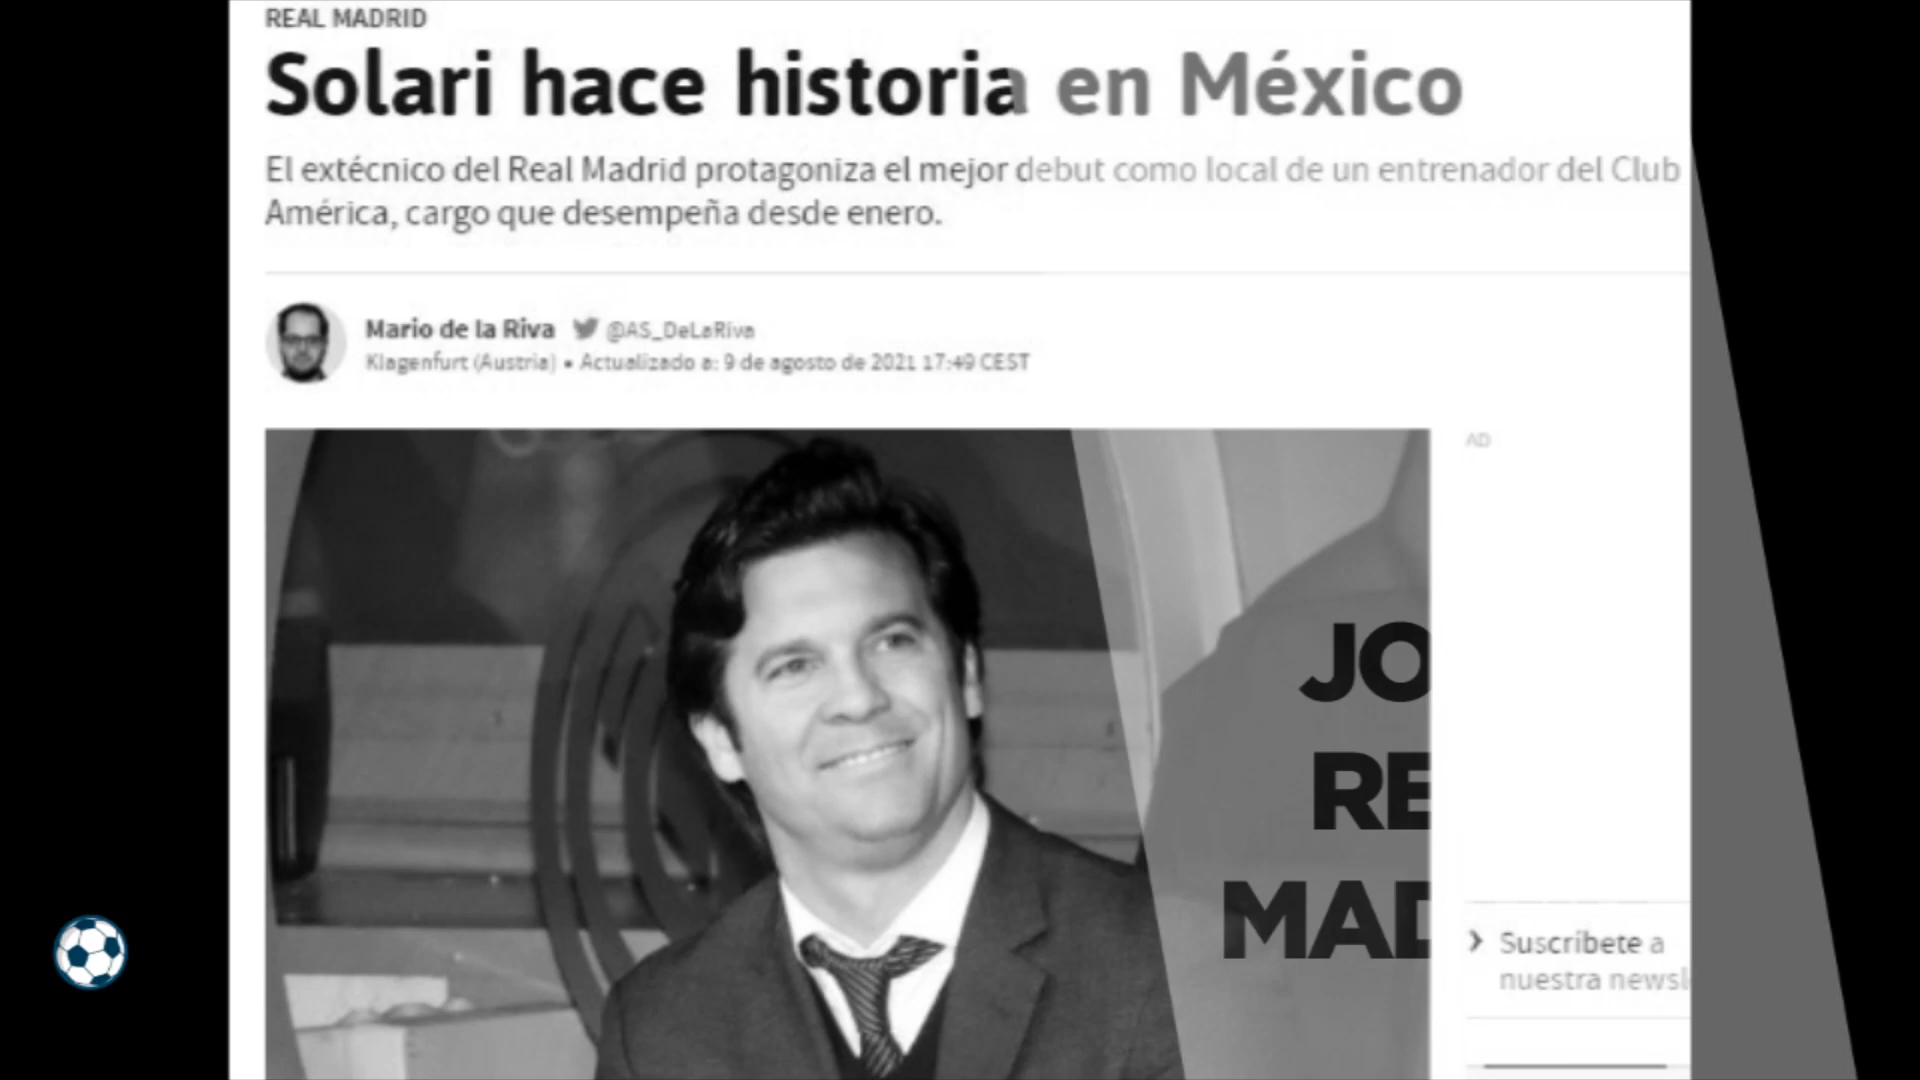 REAL MADRID
Solari hace historia en México
El extécnico del Real Madrid protagoniza el mejor debut como local de un entrenador del Club
América, cargo que desempeña desde enero.
Mario de la Riva @AS_DeLaRiva
Klagenfurt (Austria) • Actualizado a: 9 de agosto de 2021 17:49 CEST
AD
JO
RE
MAD
Suscríbete a
nuestra newsl